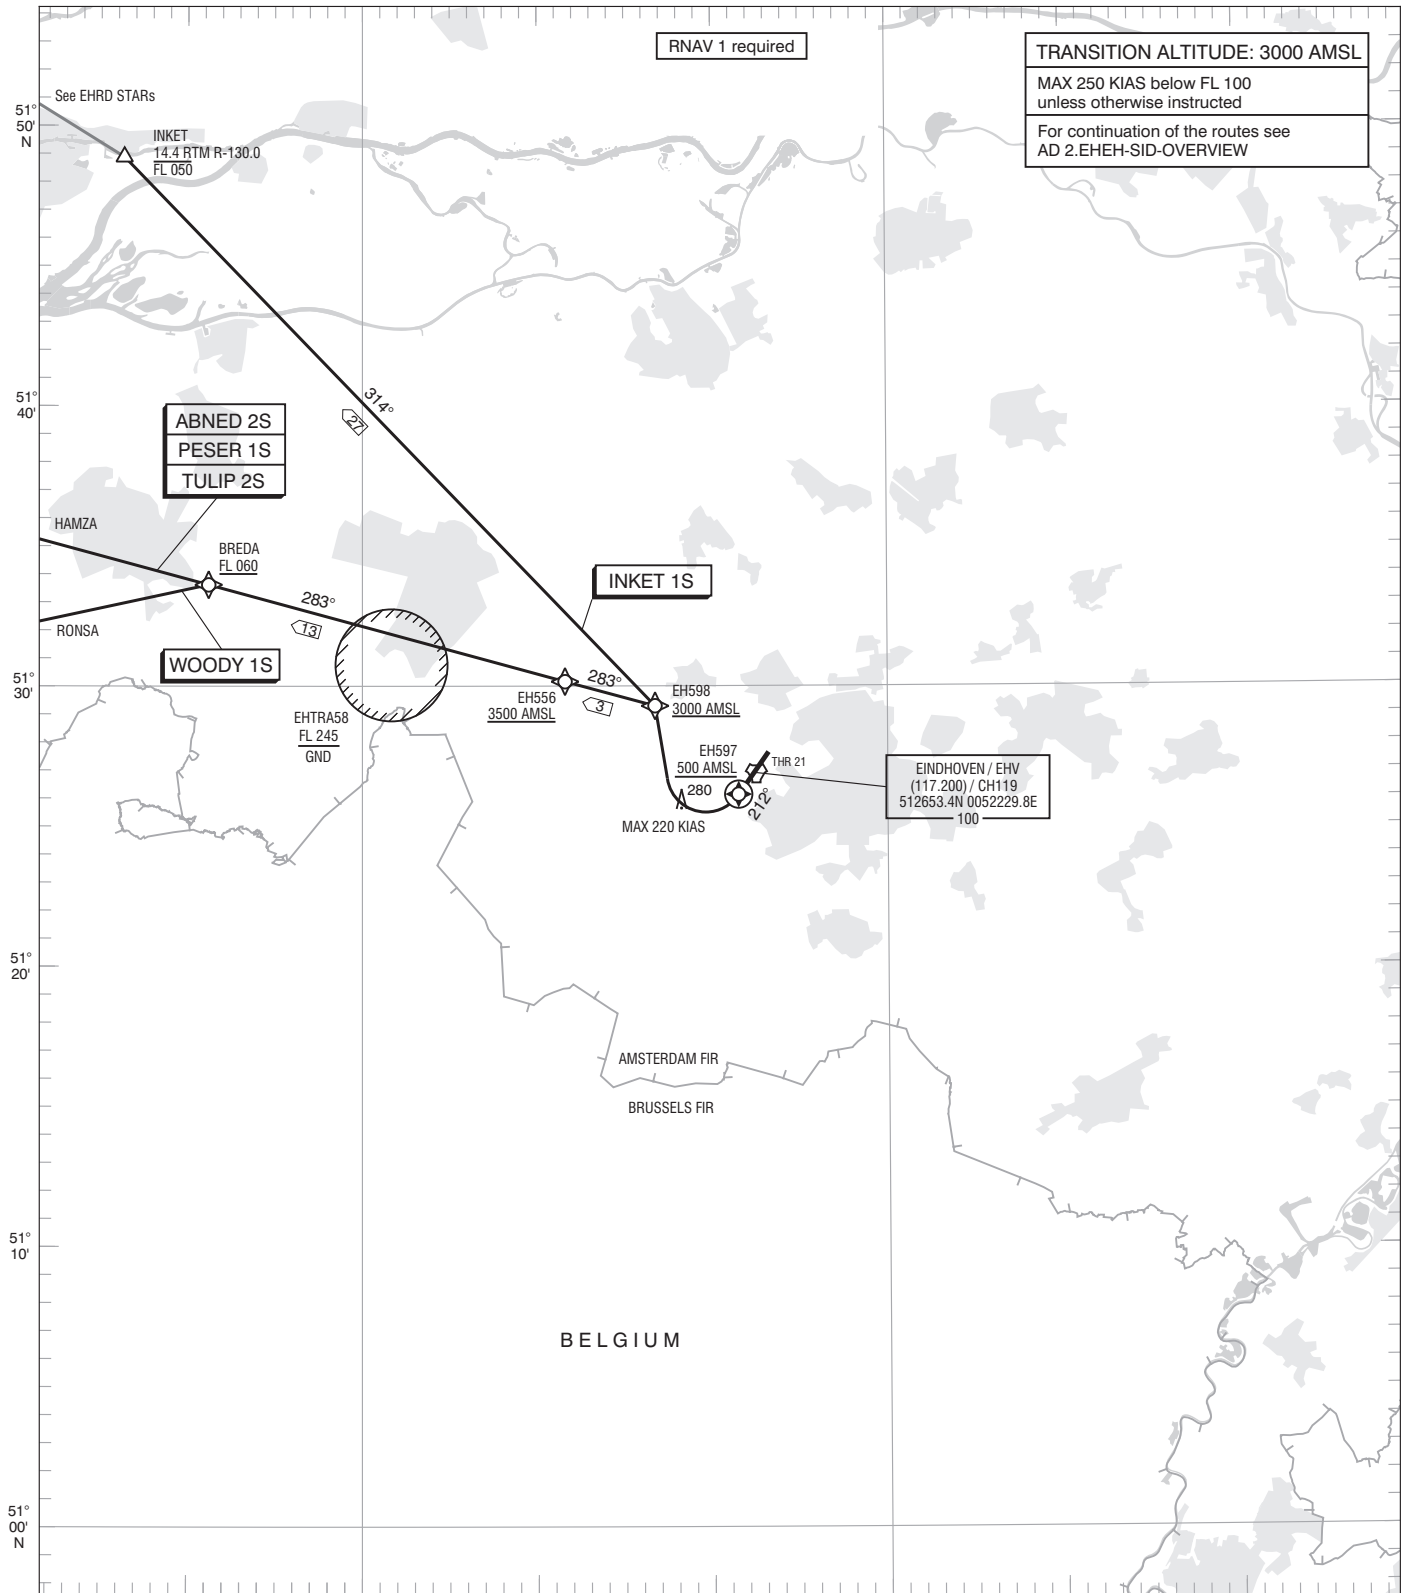 RNAV 1 required
TRANSITION ALTITUDE: 3000 AMSL
MAX 250 KIAS below FL 100
unless otherwise instructed
For continuation of the routes see
AD 2.EHEH-SID-OVERVIEW
See EHRD STARs
51°
50'
N
INKET
14.4 RTM R-130.0
FL 050
314°
27
51°
40'
ABNED 2S
PESER 1S
TULIP 2S
HAMZA
BREDA
FL 060
283°
13
INKET 1S
RONSA
WOODY 1S
51°
30'
283°
3
EH556
3500 AMSL
EH598
3000 AMSL
EHTRA58
FL 245
GND
EH597
500 AMSL
THR 21
280
212°
MAX 220 KIAS
EINDHOVEN / EHV
(117.200) / CH119
512653.4N 0052229.8E
100
51°
20'
AMSTERDAM FIR
BRUSSELS FIR
51°
10'
BELGIUM
51°
00'
N